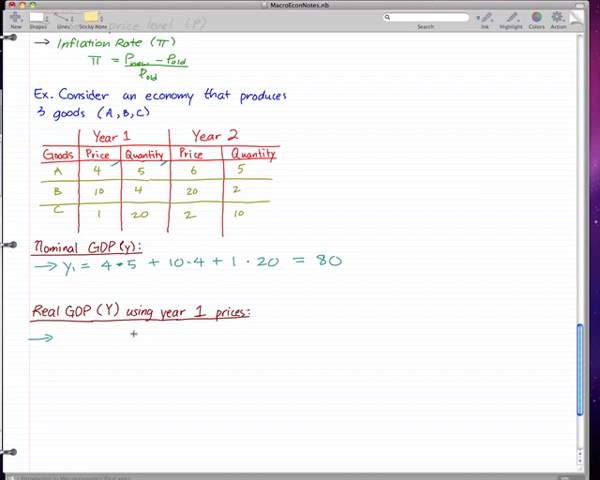 MacroEconNotes.nb
New Shapes Sticky Note Search Ink Highlight Colors Action
price level (P)
→ Inflation Rate (π)
π = Pnew - Pold
Pold
Ex. Consider an economy that produces
3 goods (A, B, C)
Year 1 Year 2
Goods Price Quantity Price Quantity
A 4 5 6 5
B 10 4 20 2
C 1 20 2 10
Nominal GDP (y):
→ y₁ = 4 • 5 + 10 · 4 + 1 · 20 = 80
Real GDP (Y) using year 1 prices:
→